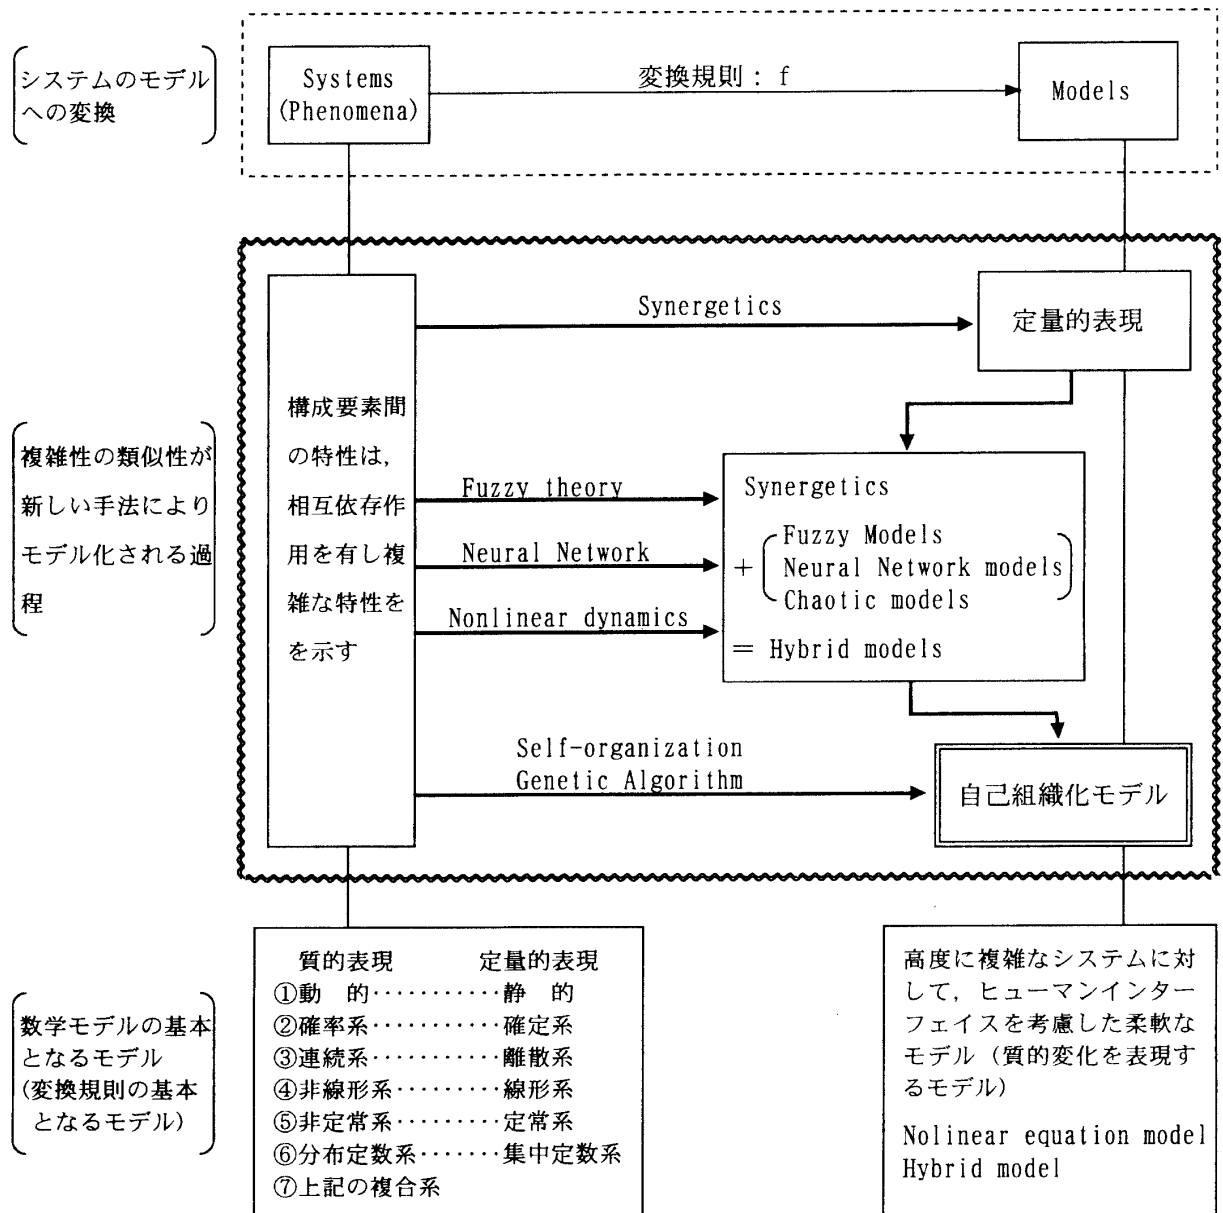 システムのモデル
への変換
Systems
(Phenomena)
変換規則: f
Models
複雑性の類似性が
新しい手法により
モデル化される過
程
構成要素間
の特性は,
相互依存作
用を有し複
雑な特性を
を示す
Synergetics
定量的表現
Fuzzy theory
Neural Network
Nonlinear dynamics
Synergetics
+ Fuzzy Models
Neural Network models
Chaotic models
= Hybrid models
Self-organization
Genetic Algorithm
自己組織化モデル
数学モデルの基本
となるモデル
(変換規則の基本
となるモデル)
質的表現 定量的表現
①動 的···········静 的
②確率系··········確定系
③連続系··········離散系
④非線形系·········線形系
⑤非定常系·········定常系
⑥分布定数系·······集中定数系
⑦上記の複合系
高度に複雑なシステムに対
して, ヒューマンインター
フェイスを考慮した柔軟な
モデル (質的変化を表現す
るモデル)
Nolinear equation model
Hybrid model